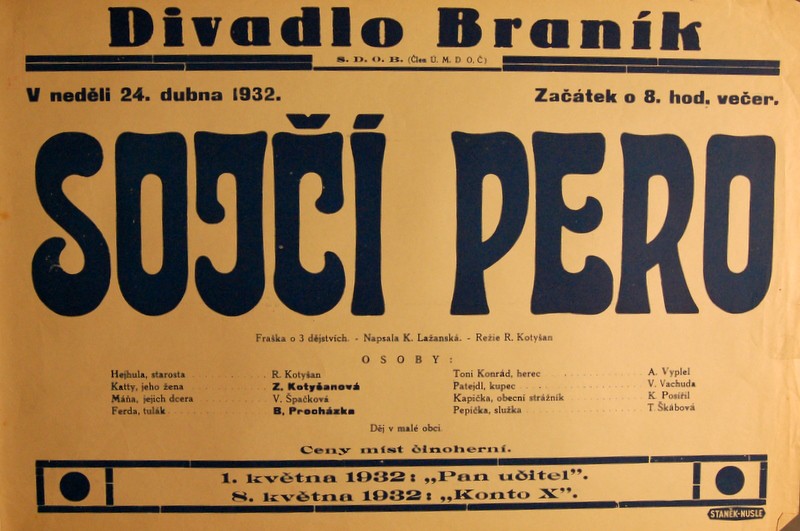 Divadlo Braník
S. D. O. B. (Člen Ú. M. D O, Č)
V neděli 24. dubna 1932.
Začátek o 8. hod. večer.
SOJČÍ PERO
Fraška o 3 dějstvích. - Napsala K. Lažanská. - Režie R. Kotyšan
OSOBY:
Hejhula, starosta R. Kotyšan
Katty, jeho žena Z. Kotyšanová
Máňa, jejich dcera V. Špačková
Ferda, tulák B, Procházka
Toni Konrád, herec A. Vyplel
Patejdl, kupec V. Vachuda
Kapička, obecní strážník K. Posířil
Pepička, služka T. Škábová
Děj v malé obci.
Ceny míst činoherní.
1. května 1932: „Pan učitel”.
8. května 1932: „Konto X”.
STANĚK-NUSLE